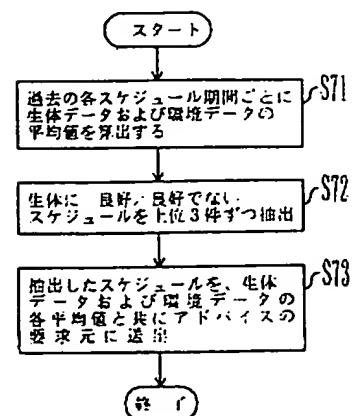 スタート
過去の各スケジュール期間ごとに
生体データおよび環境データの
平均値を算出する
S71
生体に 良好/良好でない
スケジュールを上位3件ずつ抽出
S72
抽出したスケジュールを、生体
データおよび環境データの
各平均値と共にアドバイスの
要求元に送出
S73
終了